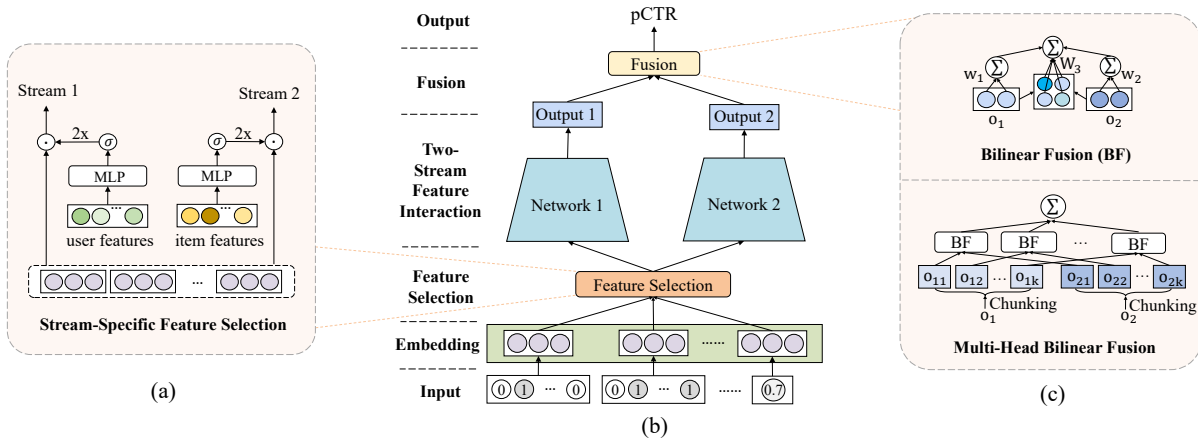 Stream 1
Stream 2
2x
σ
σ
2x
MLP
MLP
...
...
user features
item features
...
Stream-Specific Feature Selection
(a)
Output
Fusion
Two-
Stream
Feature
Interaction
Feature
Selection
Embedding
Input
pCTR
Fusion
Output 1
Output 2
Network 1
Network 2
Feature Selection
......
0 1 ... 0
0 1 ... 1
......
0.7
(b)
Σ
Σ
Σ
w1
W3
w2
o1
o2
Bilinear Fusion (BF)
Σ
BF
BF
...
BF
o11
o12
...
o1k
o21
o22
...
o2k
Chunking
Chunking
o1
o2
Multi-Head Bilinear Fusion
(c)